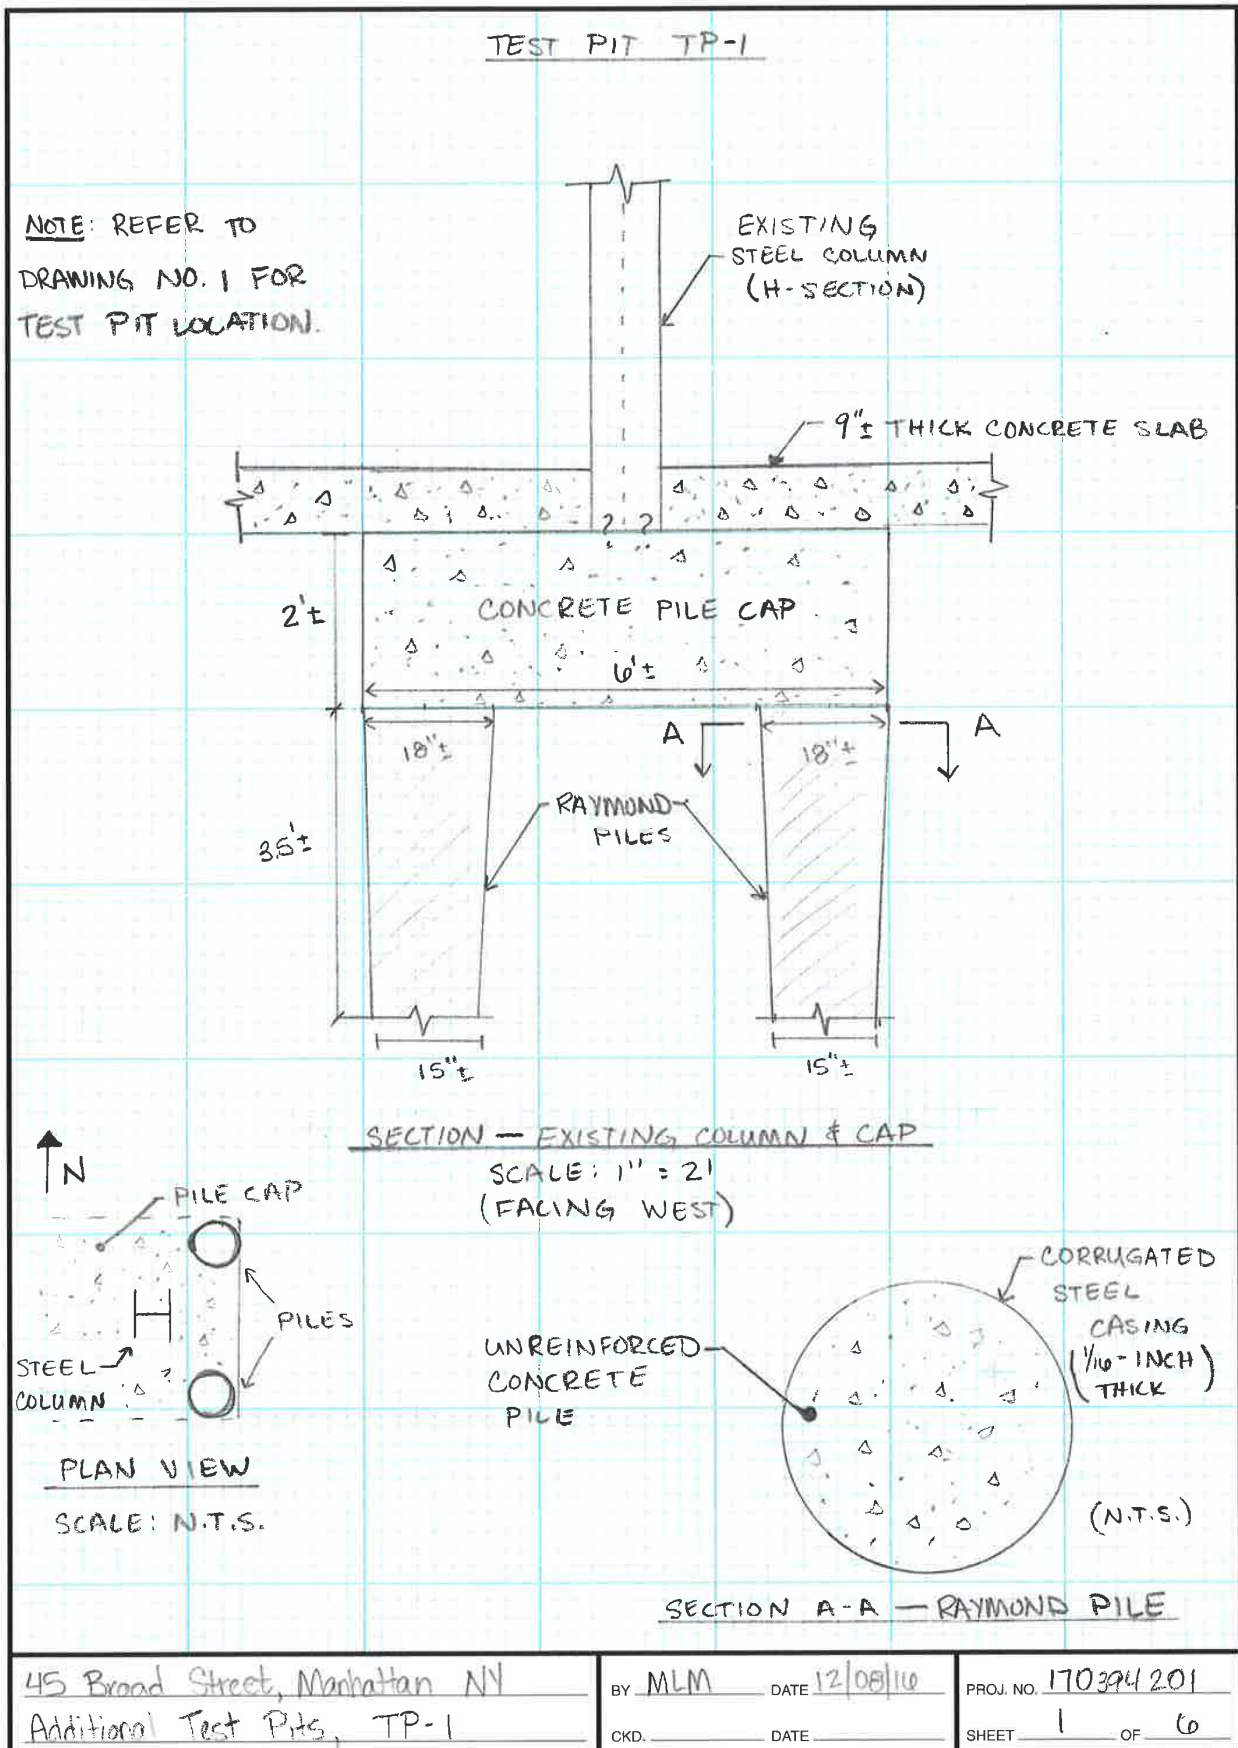 TEST PIT TP-1
NOTE: REFER TO
DRAWING NO. 1 FOR
TEST PIT LOCATION.
EXISTING
STEEL COLUMN
(H-SECTION)
9"± THICK CONCRETE SLAB
? ?
2'±
CONCRETE PILE CAP
6'±
A
A
18"±
18"±
RAYMOND
PILES
3.5'±
15"±
15"±
SECTION — EXISTING COLUMN & CAP
SCALE: 1" = 2'
(FACING WEST)
N
PILE CAP
PILES
STEEL
COLUMN
PLAN VIEW
SCALE: N.T.S.
CORRUGATED
STEEL
CASING
(1/16-INCH
THICK)
UNREINFORCED
CONCRETE
PILE
(N.T.S.)
SECTION A-A — RAYMOND PILE
45 Broad Street, Manhattan NY
Additional Test Pits, TP-1
BY MLM DATE 12/08/16
CKD. DATE
PROJ. NO. 170394201
SHEET 1 OF 6